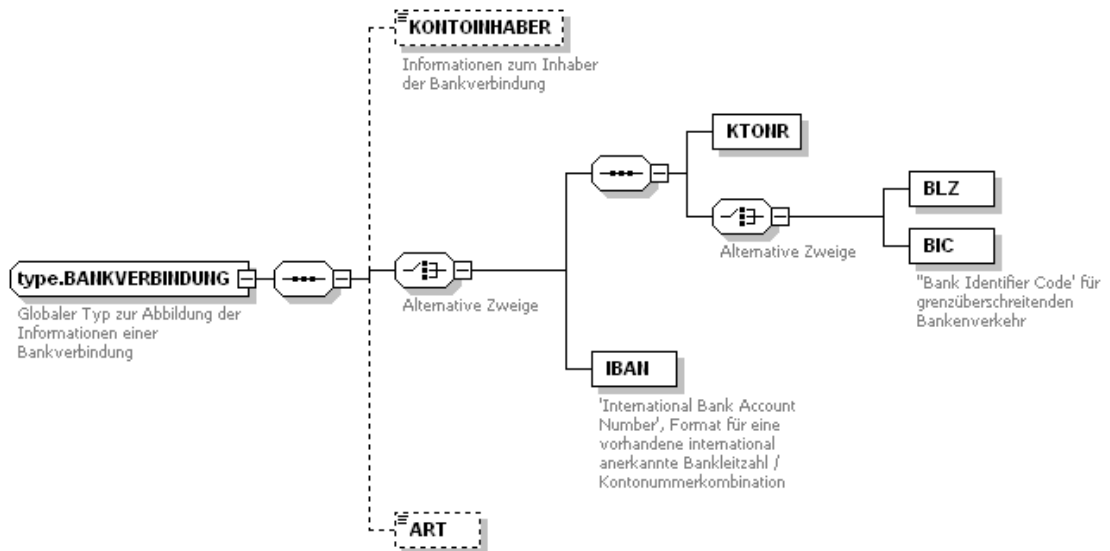 KONTOINHABER
Informationen zum Inhaber
der Bankverbindung
KTONR
BLZ
Alternative Zweige
BIC
"Bank Identifier Code' für
grenzüberschreitenden
Bankenverkehr
type.BANKVERBINDUNG
Globaler Typ zur Abbildung der
Informationen einer
Bankverbindung
Alternative Zweige
IBAN
'International Bank Account
Number', Format für eine
vorhandene international
anerkannte Bankleitzahl /
Kontonummerkombination
ART